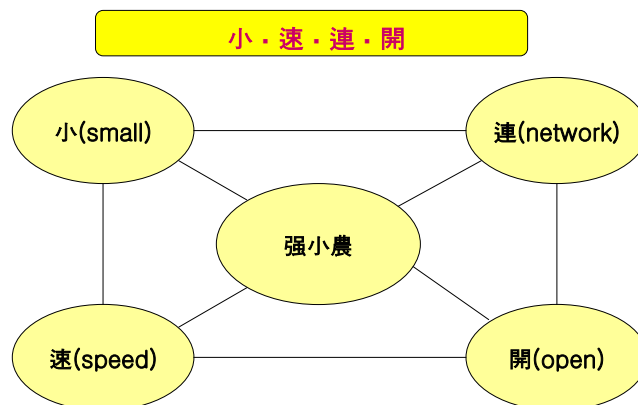 小 · 速 · 連 · 開
小(small)
連(network)
强小農
速(speed)
開(open)